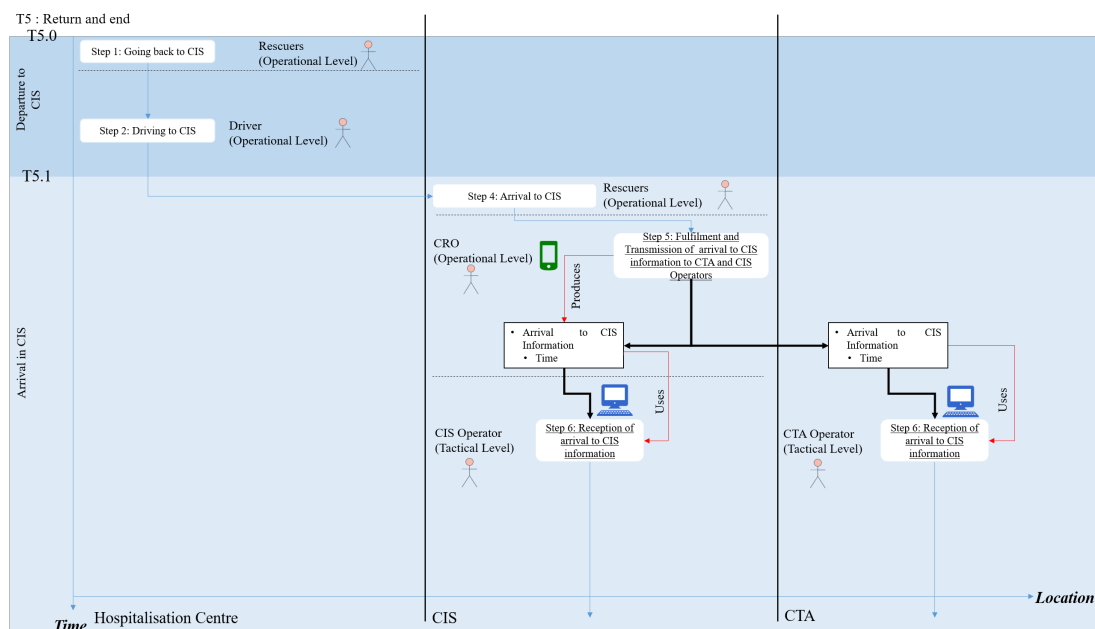 T5 : Return and end
T5.0
Departure to
CIS
Step 1: Going back to CIS
Rescuers
(Operational Level)
Step 2: Driving to CIS
Driver
(Operational Level)
T5.1
Arrival in CIS
Step 4: Arrival to CIS
Rescuers
(Operational Level)
CRO
(Operational Level)
Step 5: Fulfilment and
Transmission of arrival to CIS
information to CTA and CIS
Operators
Produces
• Arrival to CIS
Information
• Time
• Arrival to CIS
Information
• Time
Uses
Uses
CIS Operator
(Tactical Level)
Step 6: Reception of
arrival to CIS
information
CTA Operator
(Tactical Level)
Step 6: Reception of
arrival to CIS
information
Location
Time
Hospitalisation Centre
CIS
CTA